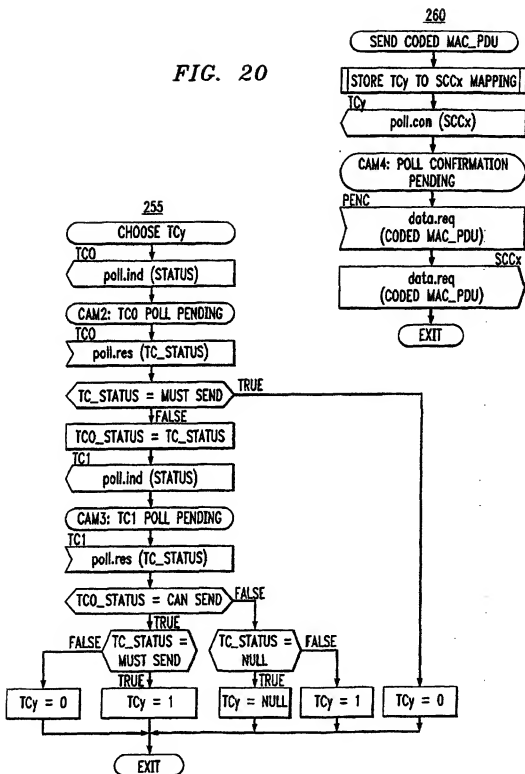 FIG. 20
260
SEND CODED MAC_PDU
STORE TCy TO SCCx MAPPING
TCy
poll.con (SCCx)
CAM4: POLL CONFIRMATION
PENDING
PENC
data.req
(CODED MAC_PDU)
SCCx
data.req
(CODED MAC_PDU)
EXIT
255
CHOOSE TCy
TC0
poll.ind (STATUS)
CAM2: TC0 POLL PENDING
TC0
poll.res (TC_STATUS)
TC_STATUS = MUST SEND
TRUE
FALSE
TC0_STATUS = TC_STATUS
TC1
poll.ind (STATUS)
CAM3: TC1 POLL PENDING
TC1
poll.res (TC_STATUS)
TC0_STATUS = CAN SEND
FALSE
TRUE
FALSE
TC_STATUS =
MUST SEND
TC_STATUS =
NULL
FALSE
TRUE
TRUE
TCy = 0
TCy = 1
TCy = NULL
TCy = 1
TCy = 0
EXIT